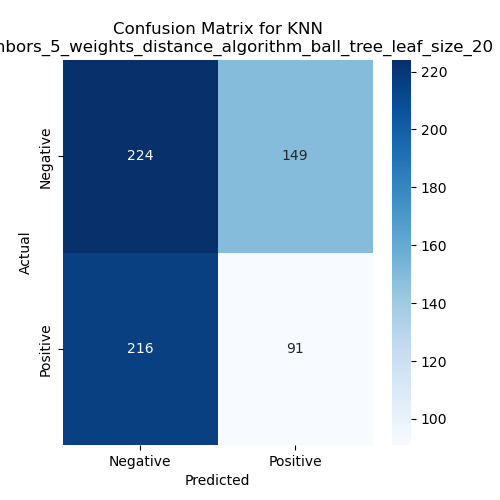 Confusion Matrix for KNN
nbors_5_weights_distance_algorithm_ball_tree_leaf_size_20
Negative
224
149
220
200
180
160
140
120
100
Actual
Positive
216
91
Negative
Positive
Predicted